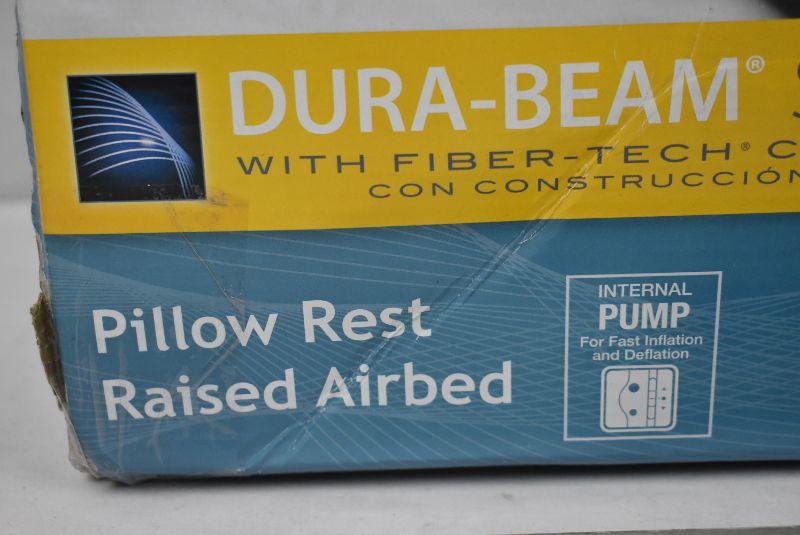 DURA-BEAM®
WITH FIBER-TECH®
CON CONSTRUCCIÓN
Pillow Rest
Raised Airbed
INTERNAL
PUMP
For Fast Inflation
and Deflation